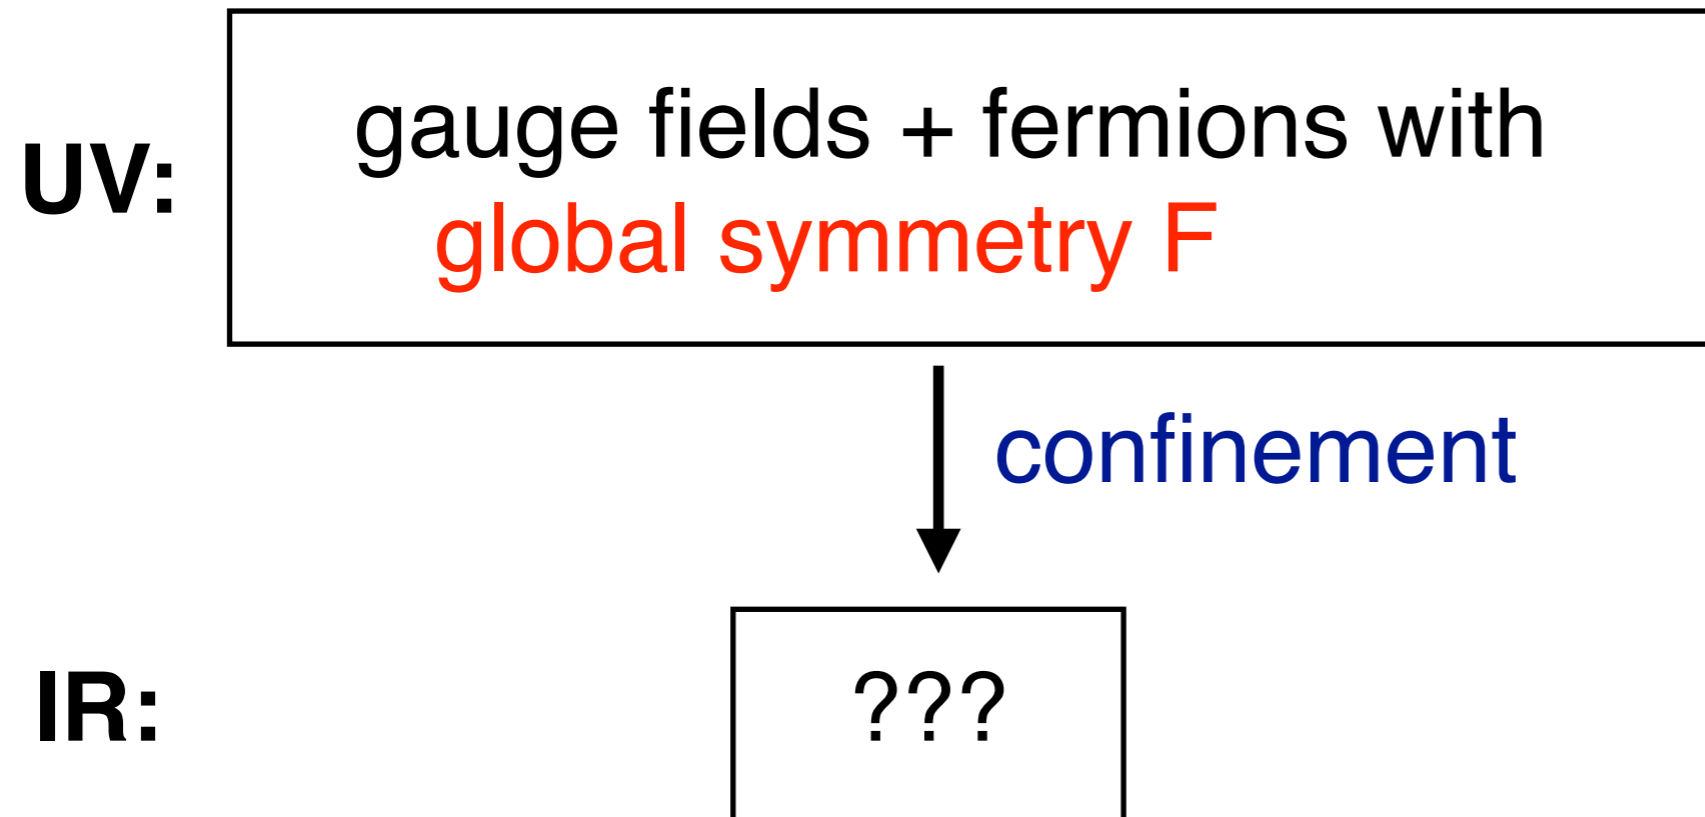 UV:
gauge fields + fermions with
global symmetry F
confinement
IR:
???